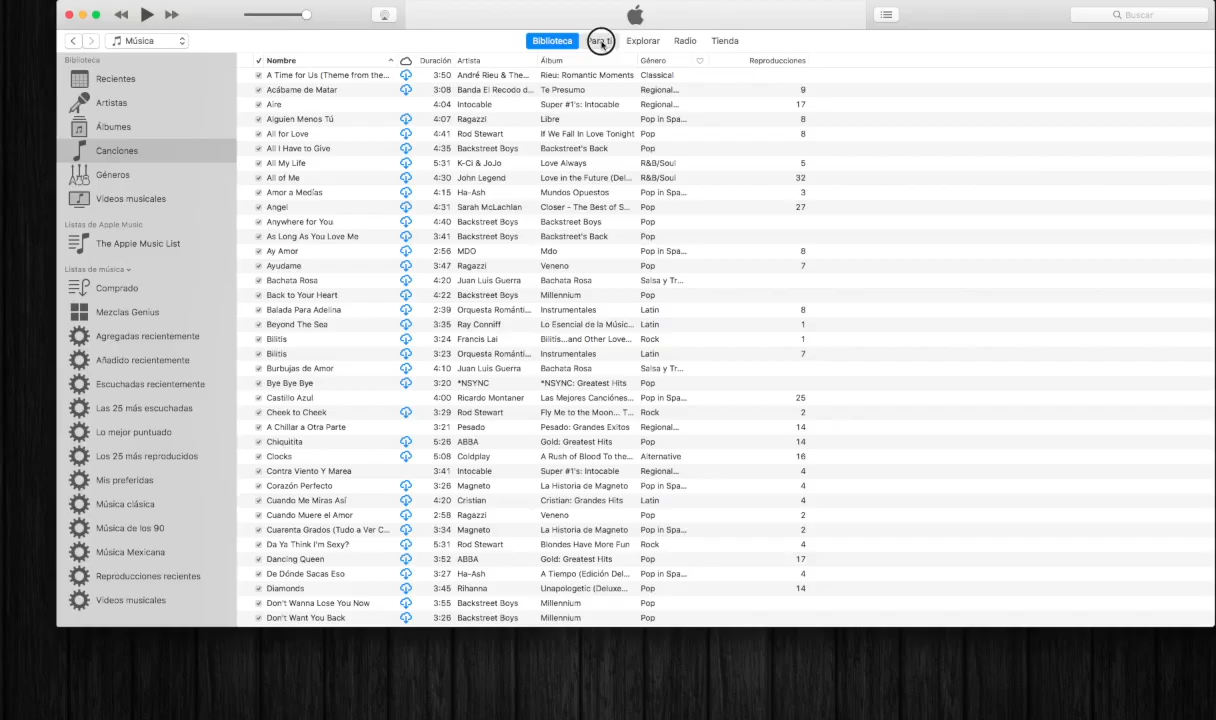 Buscar
Música
Biblioteca Para ti Explorar Radio Tienda
Biblioteca
Recientes
Artistas
Álbumes
Canciones
Géneros
Videos musicales
Listas de Apple Music
The Apple Music List
Listas de música
Comprado
Mezclas Genius
Agregadas recientemente
Añadido recientemente
Escuchadas recientemente
Las 25 más escuchadas
Lo mejor puntuado
Los 25 más reproducidos
Mis preferidas
Música clásica
Música de los 90
Música Mexicana
Reproducciones recientes
Videos musicales
Nombre Duración Artista Álbum Género Reproducciones
A Time for Us (Theme from the... 3:50 André Rieu & The... Rieu: Romantic Moments Classical
Acábame de Matar 3:08 Banda El Recodo d... Te Presumo Regional... 9
Aire 4:04 Intocable Super #1's: Intocable Regional... 17
Alguien Menos Tú 4:07 Ragazzi Libre Pop in Spa... 8
All for Love 4:41 Rod Stewart If We Fall In Love Tonight Pop 8
All I Have to Give 4:35 Backstreet Boys Backstreet's Back Pop
All My Life 5:31 K-Ci & JoJo Love Always R&B/Soul 5
All of Me 4:30 John Legend Love in the Future (Del... R&B/Soul 32
Amor a Medías 4:15 Ha-Ash Mundos Opuestos Pop in Spa... 3
Angel 4:31 Sarah McLachlan Closer - The Best of S... Pop 27
Anywhere for You 4:40 Backstreet Boys Backstreet Boys Pop
As Long As You Love Me 3:41 Backstreet Boys Backstreet's Back Pop
Ay Amor 2:56 MDO Mdo Pop in Spa... 8
Ayudame 3:47 Ragazzi Veneno Pop 7
Bachata Rosa 4:20 Juan Luis Guerra Bachata Rosa Salsa y Tr...
Back to Your Heart 4:22 Backstreet Boys Millennium Pop
Balada Para Adelina 2:39 Orquesta Románti... Instrumentales Latin 8
Beyond The Sea 3:35 Ray Conniff Lo Esencial de la Músic... Latin 1
Bilitis 3:24 Francis Lai Bilitis...and Other Love... Rock 1
Bilitis 3:23 Orquesta Románti... Instrumentales Latin 7
Burbujas de Amor 4:10 Juan Luis Guerra Bachata Rosa Salsa y Tr...
Bye Bye Bye 3:20 *NSYNC *NSYNC: Greatest Hits Pop
Castillo Azul 4:00 Ricardo Montaner Las Mejores Canciónes... Pop in Spa... 25
Cheek to Cheek 3:29 Rod Stewart Fly Me to the Moon... T... Rock 2
A Chillar a Otra Parte 3:21 Pesado Pesado: Grandes Exitos Regional... 14
Chiquitita 5:26 ABBA Gold: Greatest Hits Pop 14
Clocks 5:08 Coldplay A Rush of Blood To the... Alternative 16
Contra Viento Y Marea 3:41 Intocable Super #1's: Intocable Regional... 4
Corazón Perfecto 3:26 Magneto La Historia de Magneto Pop in Spa... 4
Cuando Me Miras Así 4:20 Cristian Cristian: Grandes Hits Latin 4
Cuando Muere el Amor 2:58 Ragazzi Veneno Pop 2
Cuarenta Grados (Tudo a Ver C... 3:34 Magneto La Historia de Magneto Pop in Spa... 2
Da Ya Think I'm Sexy? 5:31 Rod Stewart Blondes Have More Fun Rock 4
Dancing Queen 3:52 ABBA Gold: Greatest Hits Pop 17
De Dónde Sacas Eso 3:27 Ha-Ash A Tiempo (Edición Del... Pop in Spa... 4
Diamonds 3:45 Rihanna Unapologetic (Deluxe... Pop 14
Don't Wanna Lose You Now 3:55 Backstreet Boys Millennium Pop
Don't Want You Back 3:26 Backstreet Boys Millennium Pop